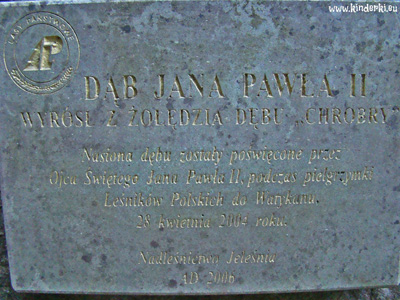 www.kinderki.eu
LASY PAŃSTWOWE
DĄB JANA PAWŁA II
WYRÓSŁ Z ŻOŁĘDZIA DĘBU „CHROBRY”
Nasiona dębu zostały poświęcone przez
Ojca Świętego Jana Pawła II, podczas pielgrzymki
Leśników Polskich do Watykanu,
28 kwietnia 2004 roku.
Nadleśnictwo Jeleśnia
AD 2006